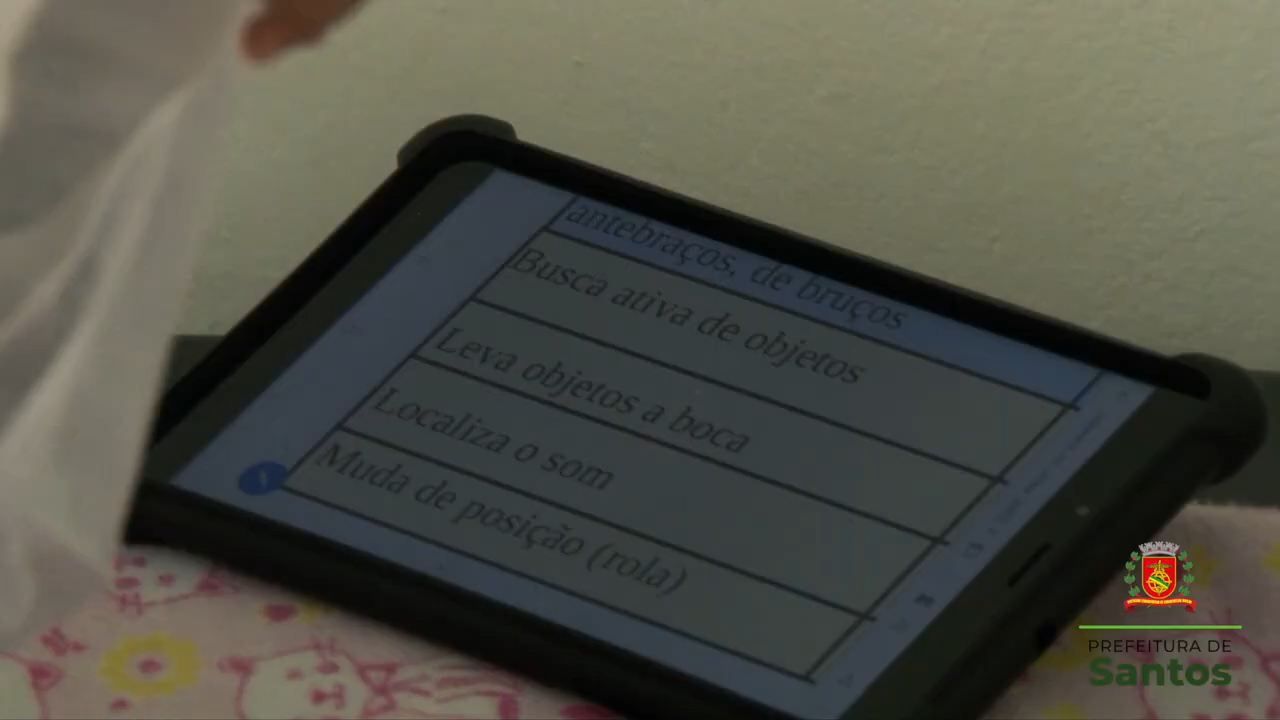 antebraços, de bruços
Busca ativa de objetos
Leva objetos a boca
Localiza o som
Muda de posição (rola)
PREFEITURA DE
Santos